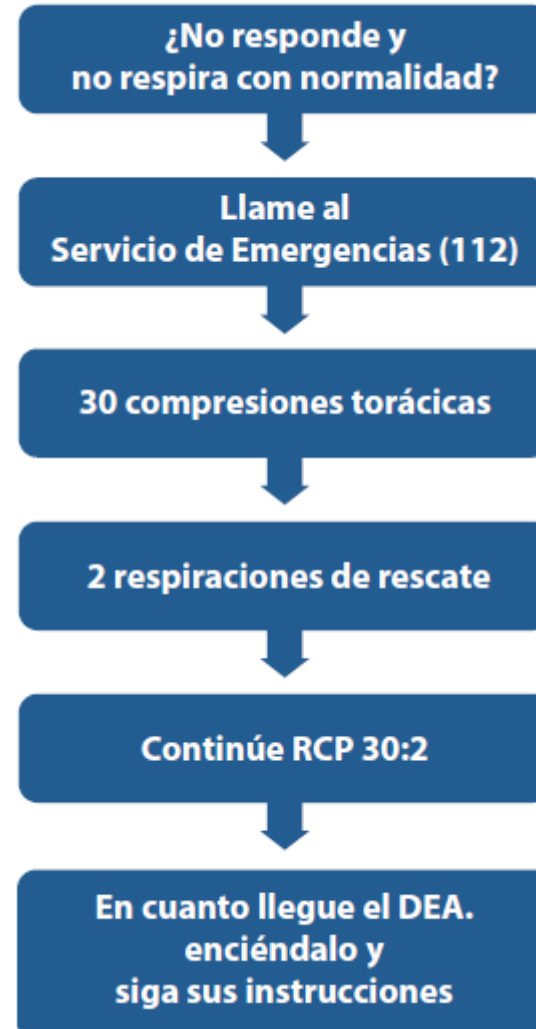 ¿No responde y
no respira con normalidad?
Llame al
Servicio de Emergencias (112)
30 compresiones torácicas
2 respiraciones de rescate
Continúe RCP 30:2
En cuanto llegue el DEA.
enciéndalo y
siga sus instrucciones